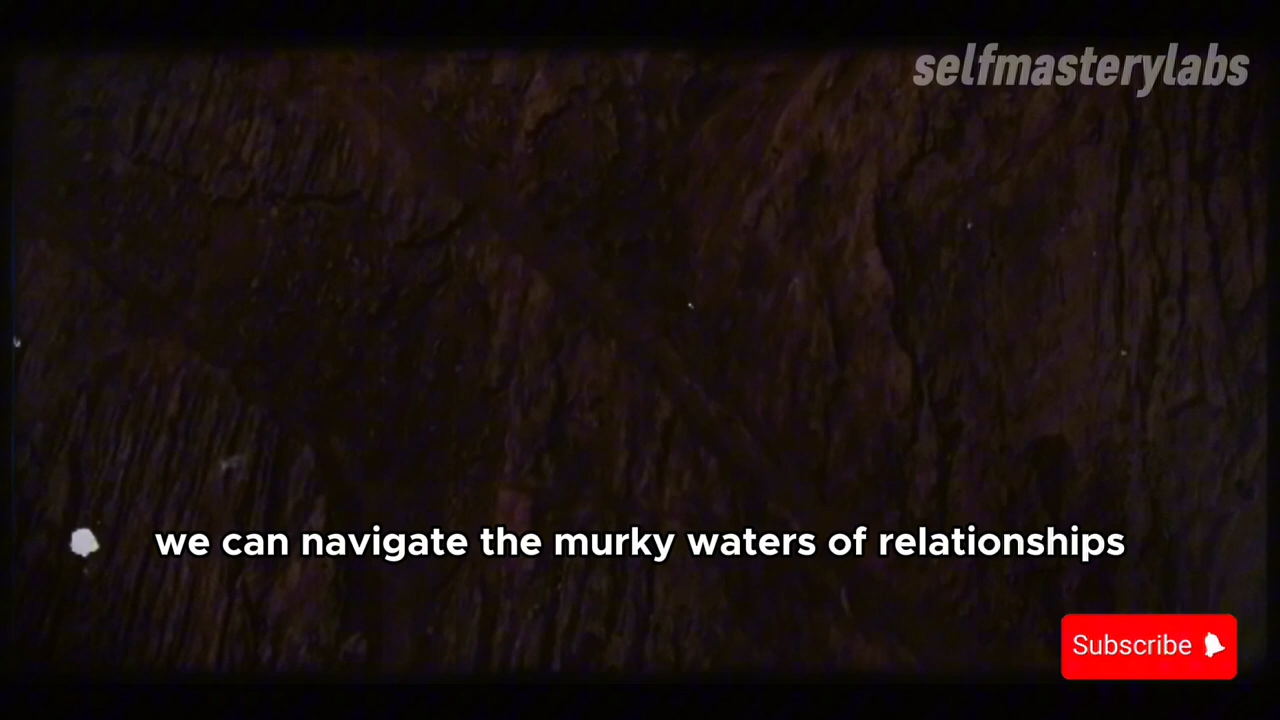 selfmasterylabs
we can navigate the murky waters of relationships
Subscribe